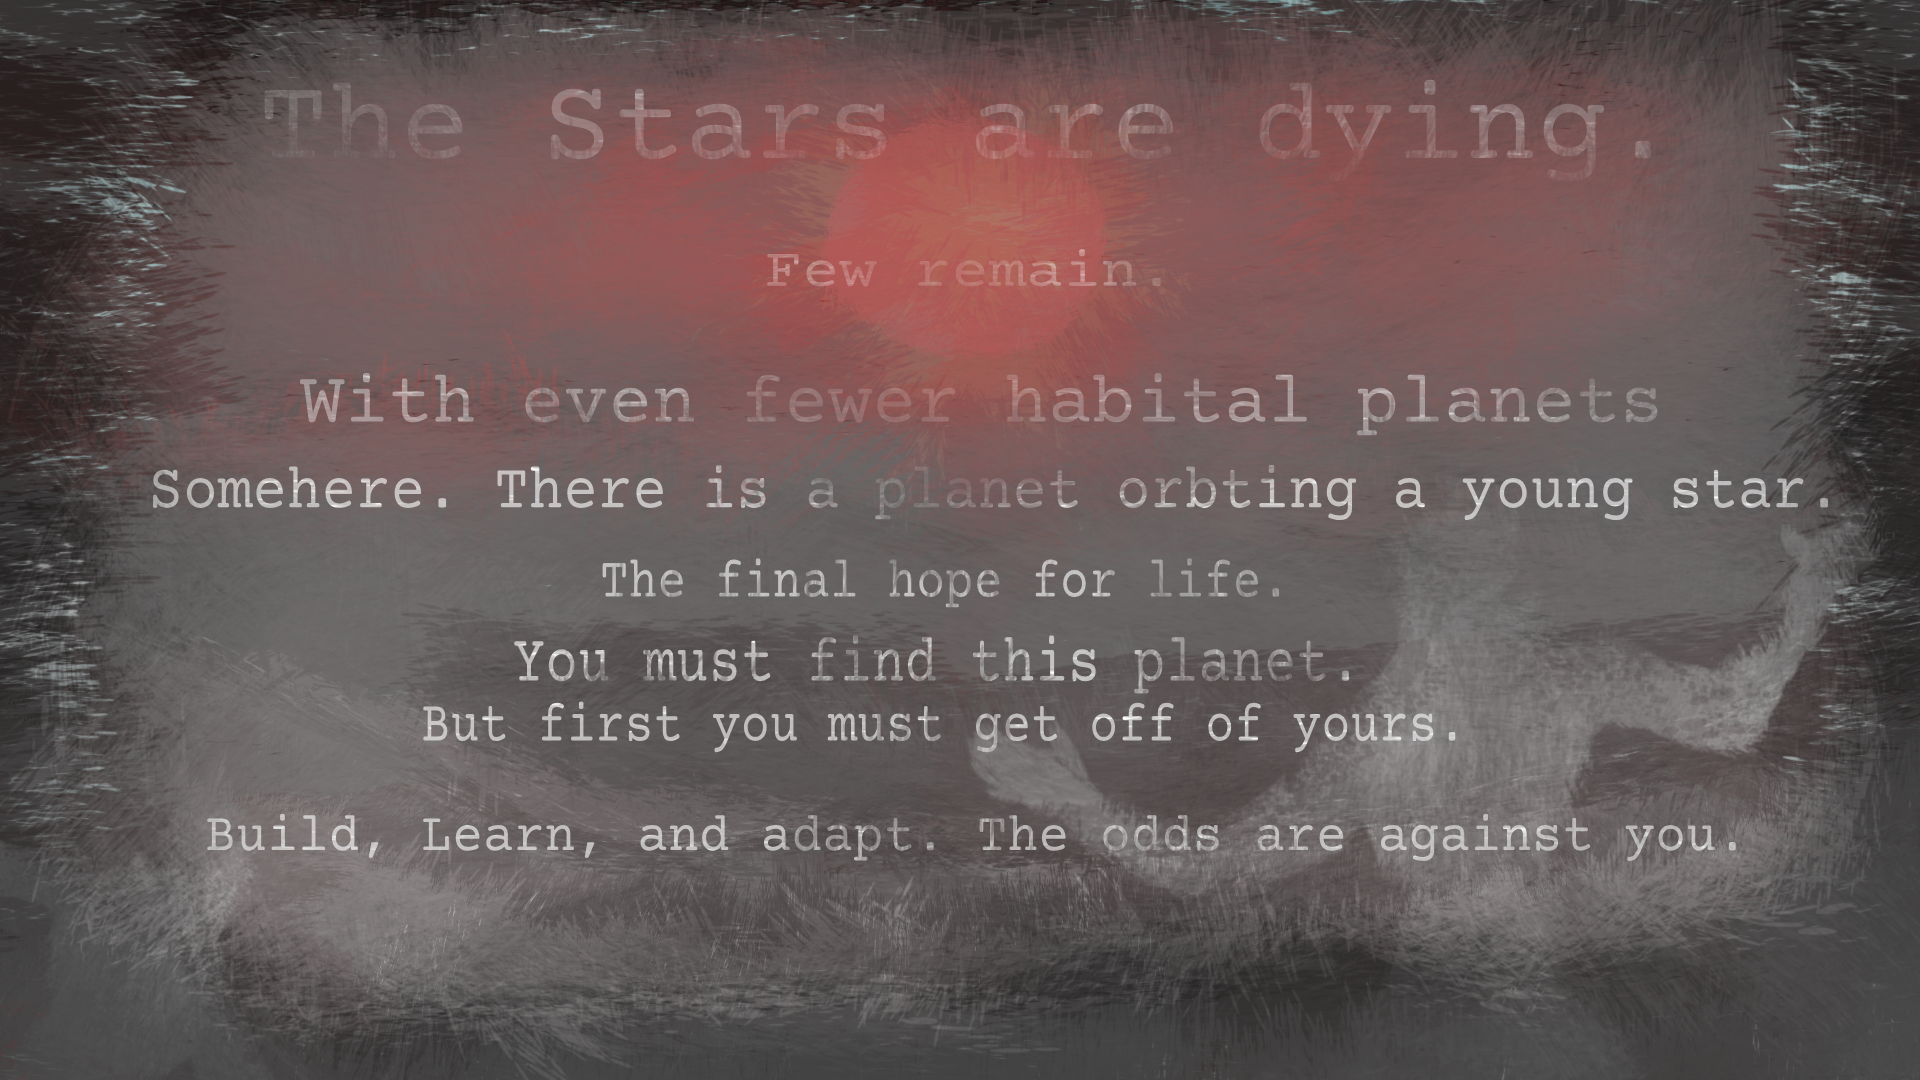 The Stars are dying.
Few remain.
With even fewer habital planets
Somehere. There is a planet orbting a young star.
The final hope for life.
You must find this planet.
But first you must get off of yours.
Build, Learn, and adapt. The odds are against you.